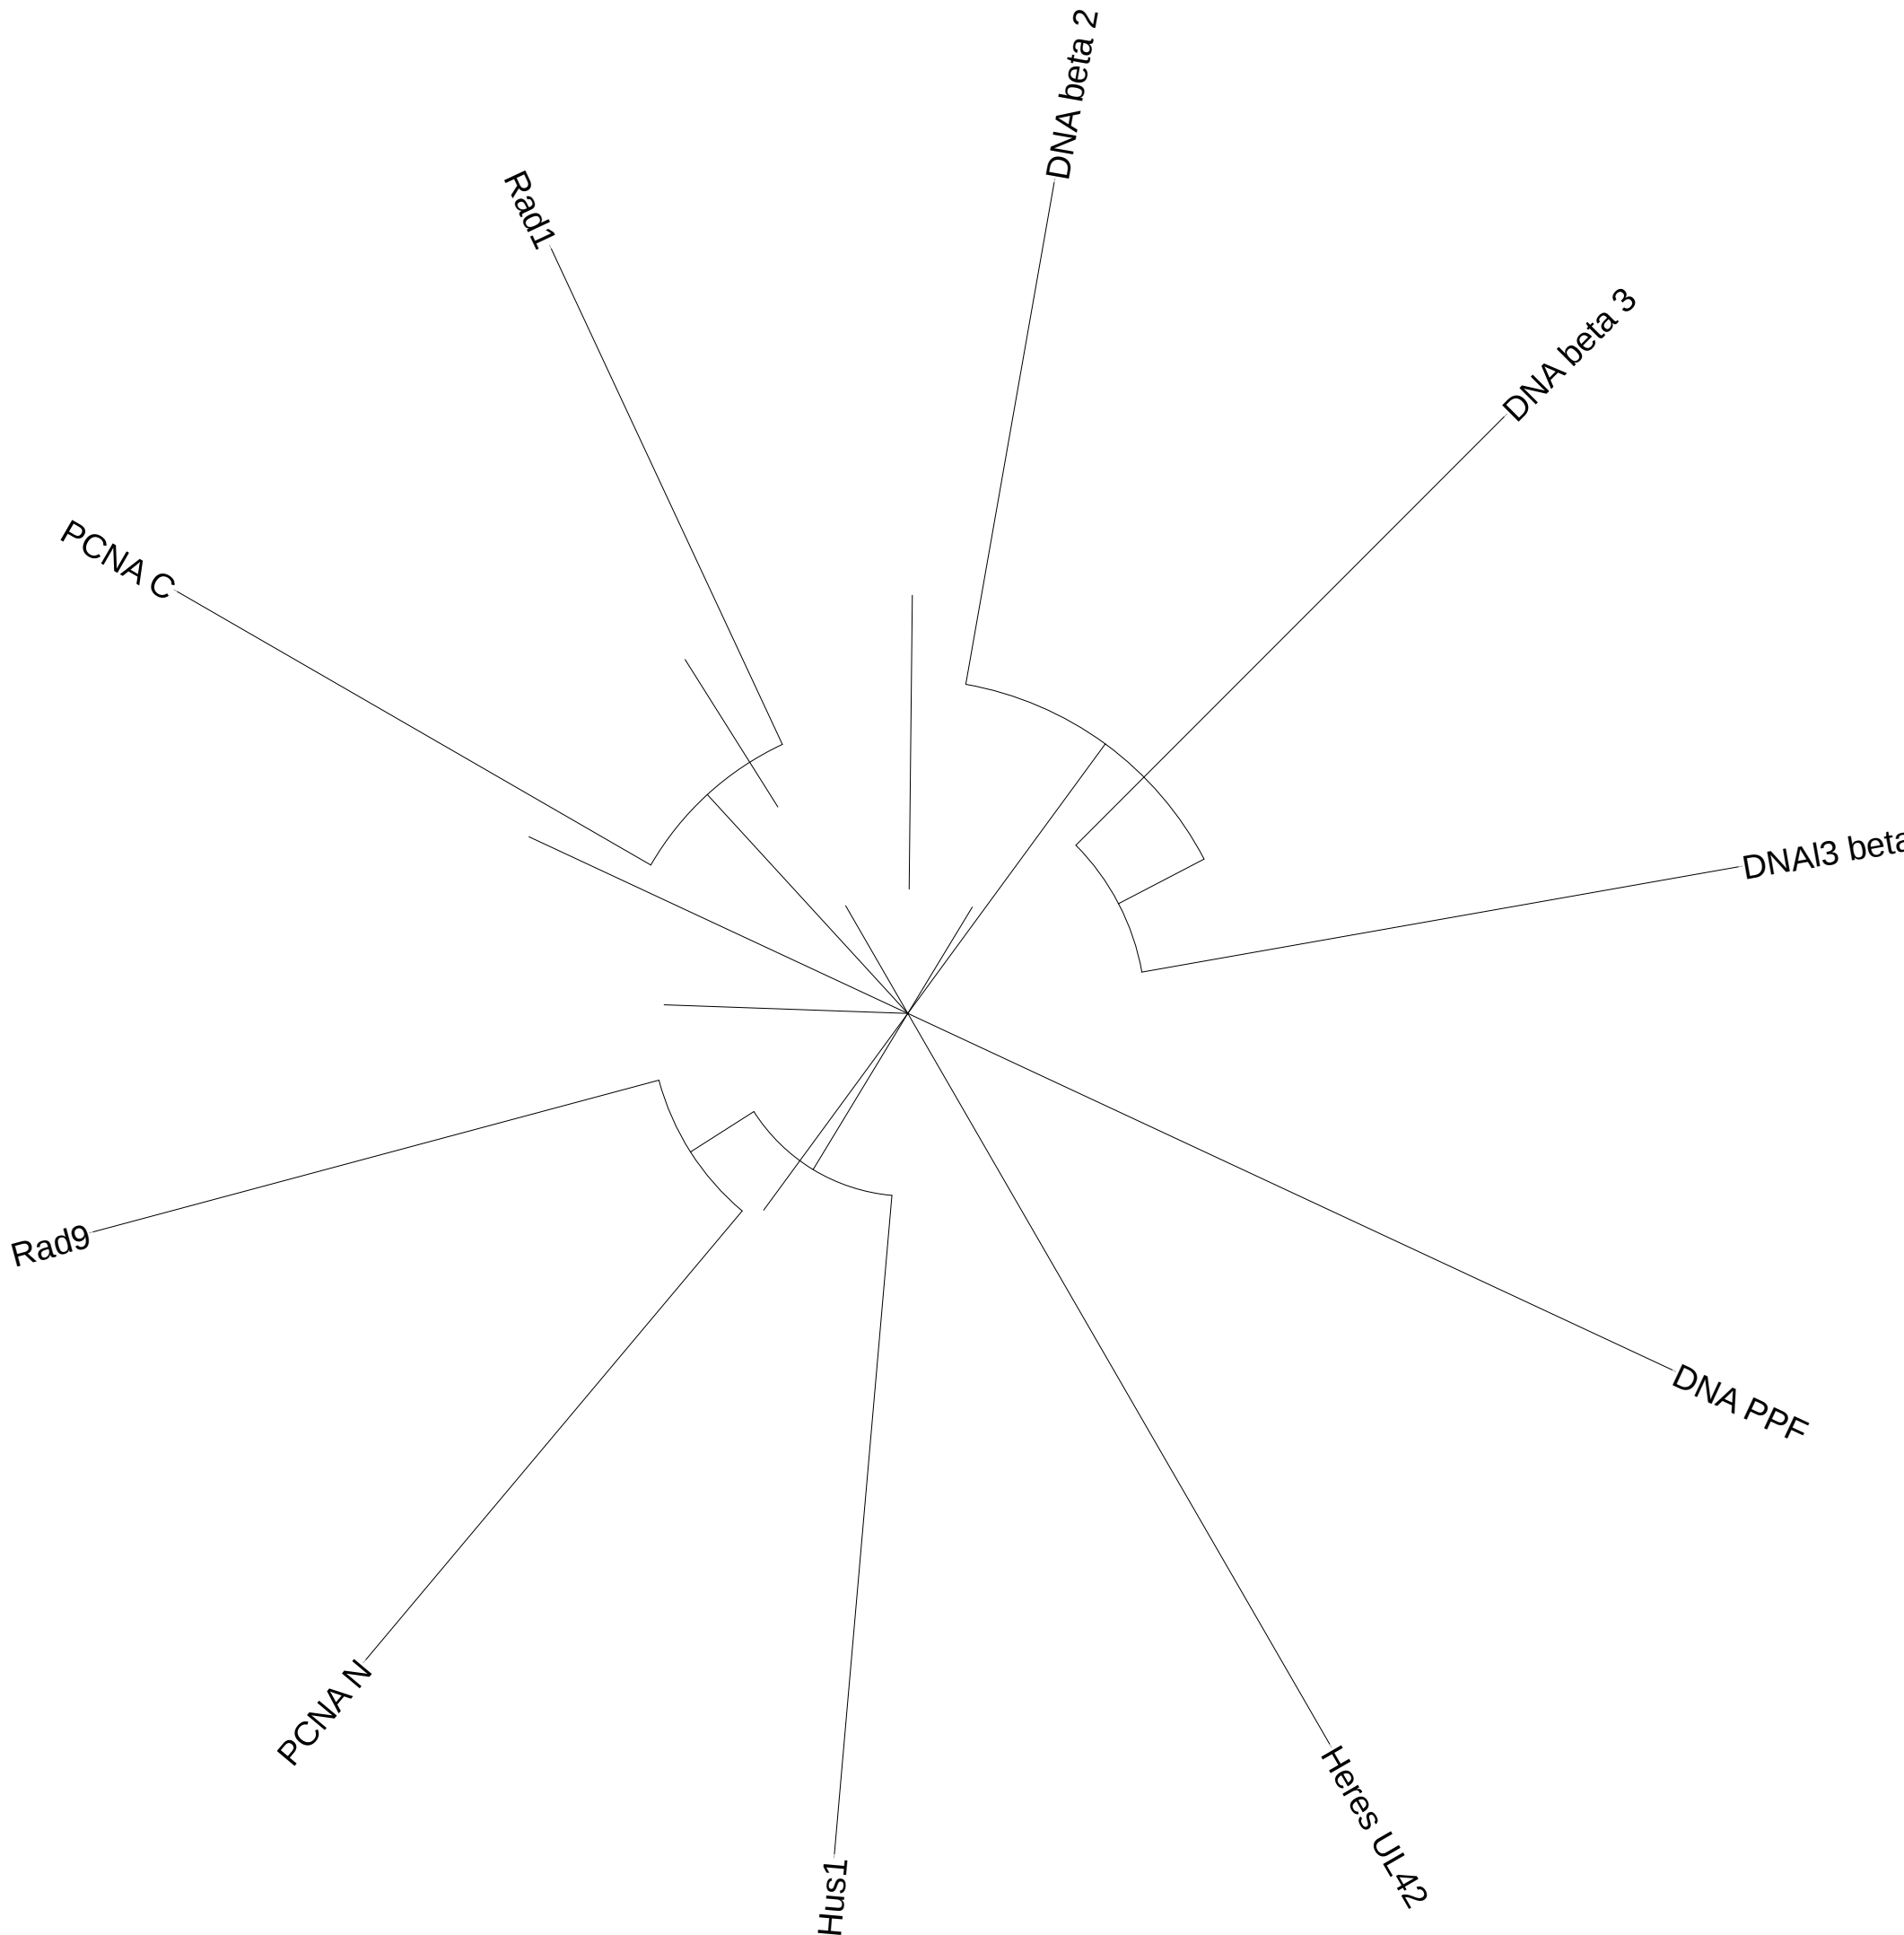 DNA beta 2
Rad1
DNA beta 3
PCNA C
DNAl3 beta
Rad9
DNA PPF
PCNA N
Heres UL42
Hus1